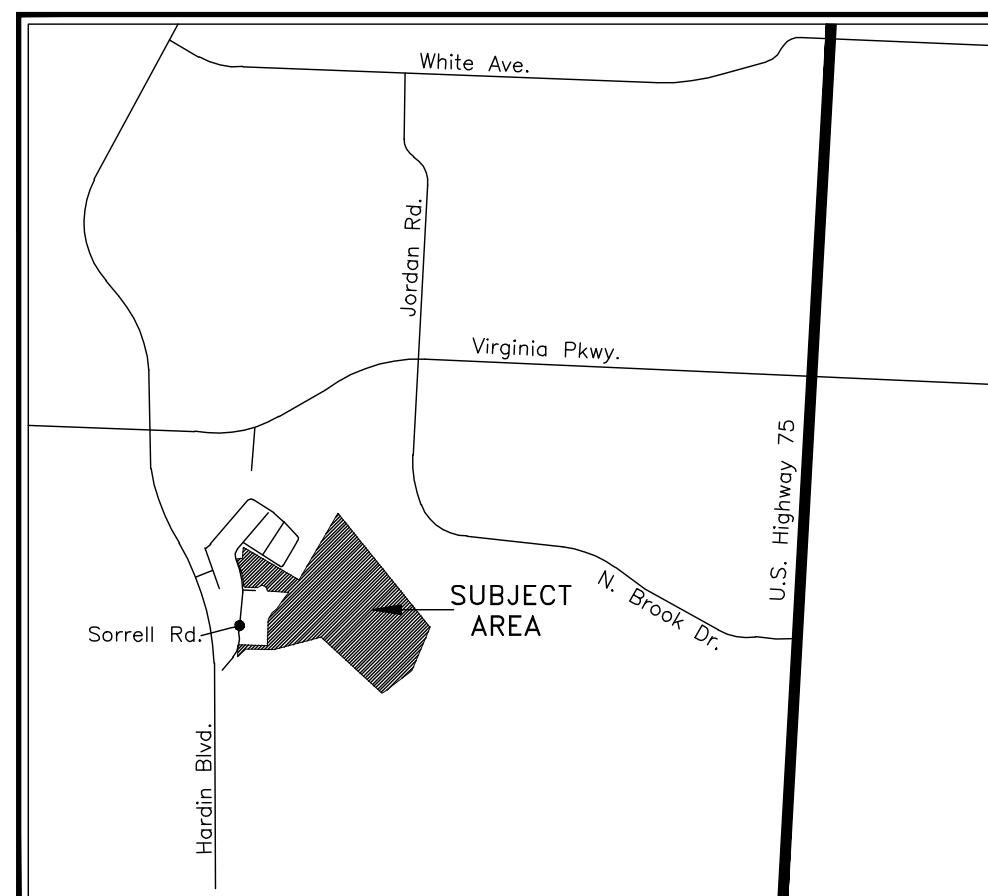 White Ave.
Jordan Rd.
Virginia Pkwy.
U.S. Highway 75
N. Brook Dr.
SUBJECT
AREA
Sorrell Rd.
Hardin Blvd.